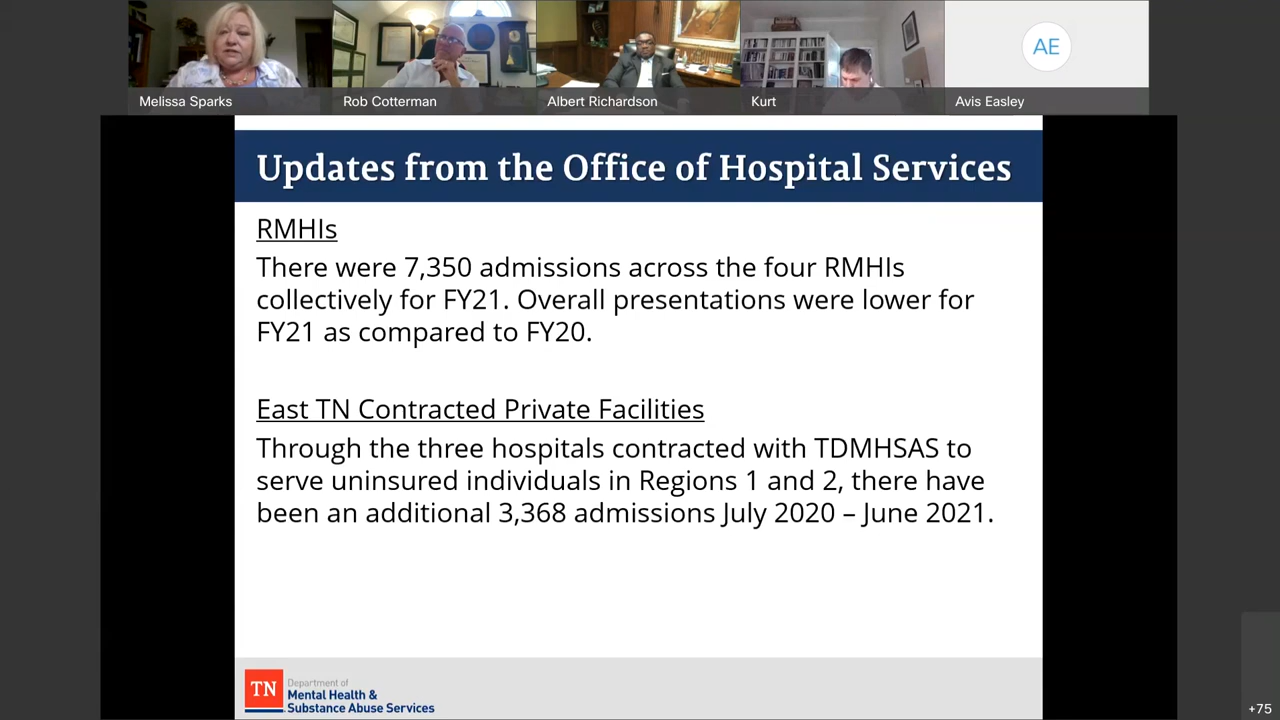 Melissa Sparks
Rob Cotterman
Albert Richardson
Kurt
AE
Avis Easley
Updates from the Office of Hospital Services
RMHIs
There were 7,350 admissions across the four RMHIs
collectively for FY21. Overall presentations were lower for
FY21 as compared to FY20.
East TN Contracted Private Facilities
Through the three hospitals contracted with TDMHSAS to
serve uninsured individuals in Regions 1 and 2, there have
been an additional 3,368 admissions July 2020 – June 2021.
TN
Department of
Mental Health &
Substance Abuse Services
+75